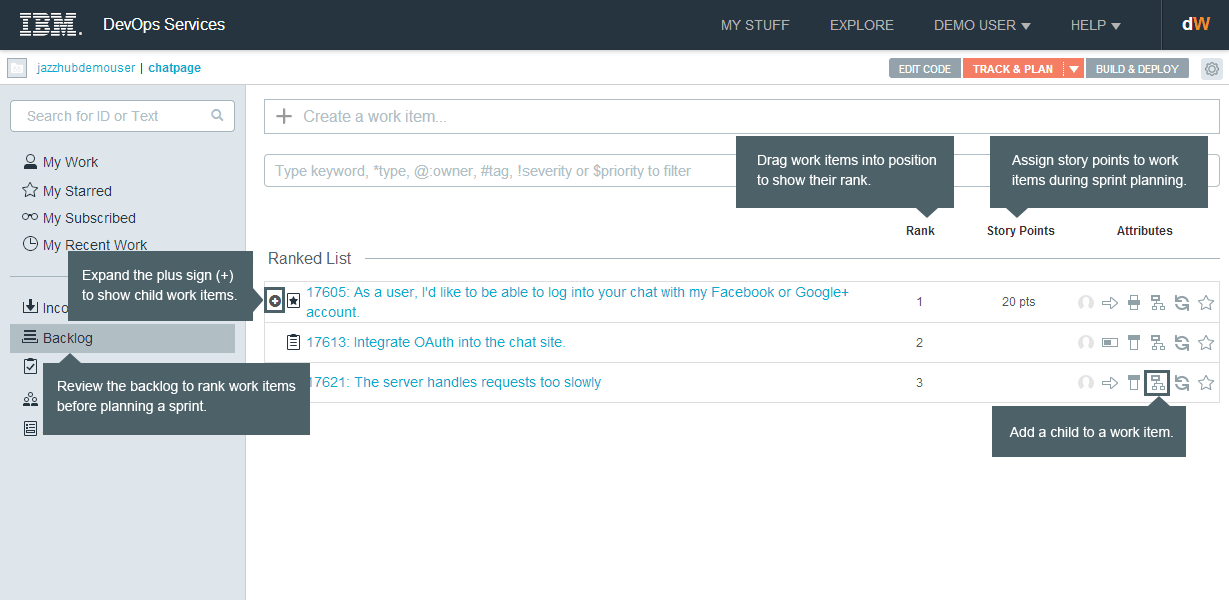 IBM. DevOps Services
MY STUFF EXPLORE DEMO USER HELP dW
jazzhubdemouser | chatpage
EDIT CODE TRACK & PLAN BUILD & DEPLOY
Search for ID or Text
My Work
My Starred
My Subscribed
My Recent Work
Expand the plus sign (+)
to show child work items.
Inco
Backlog
Review the backlog to rank work items
before planning a sprint.
+ Create a work item...
Type keyword, *type, @:owner, #tag, !severity or $priority to filter
Drag work items into position
to show their rank.
Assign story points to work
items during sprint planning.
Rank Story Points Attributes
Ranked List
17605: As a user, I'd like to be able to log into your chat with my Facebook or Google+
account.
1 20 pts
17613: Integrate OAuth into the chat site.
2
17621: The server handles requests too slowly
3
Add a child to a work item.